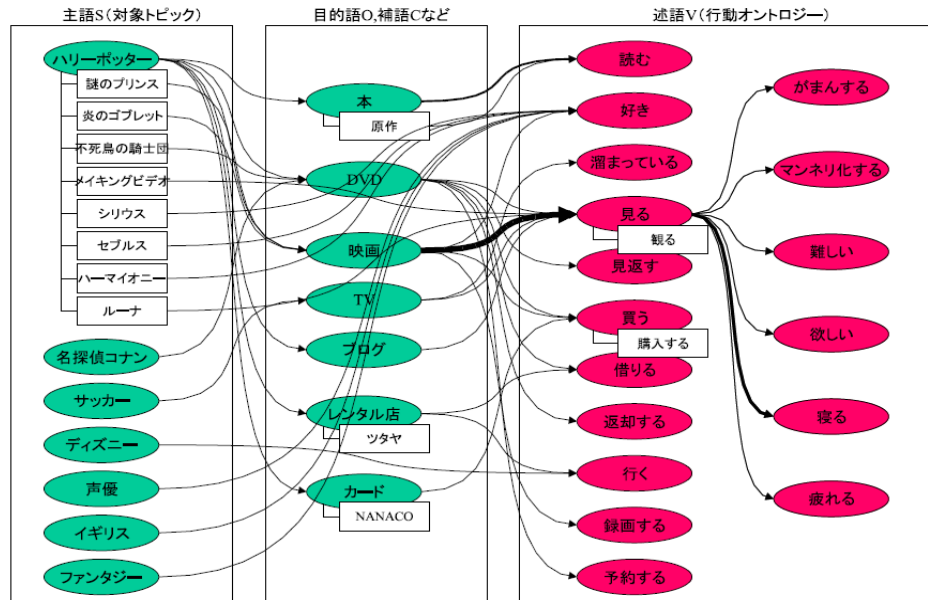 主語S(対象トピック)
目的語O,補語Cなど
述語V(行動オントロジー)
ハリーポッター
謎のプリンス
炎のゴブレット
不死鳥の騎士団
メイキングビデオ
シリウス
セブルス
ハーマイオニー
ルーナ
名探偵コナン
サッカー
ディズニー
声優
イギリス
ファンタジー
本
原作
DVD
映画
TV
ブログ
レンタル店
ツタヤ
カード
NANACO
読む
好き
溜まっている
見る
観る
見返す
買う
購入する
借りる
返却する
行く
録画する
予約する
がまんする
マンネリ化する
難しい
欲しい
寝る
疲れる